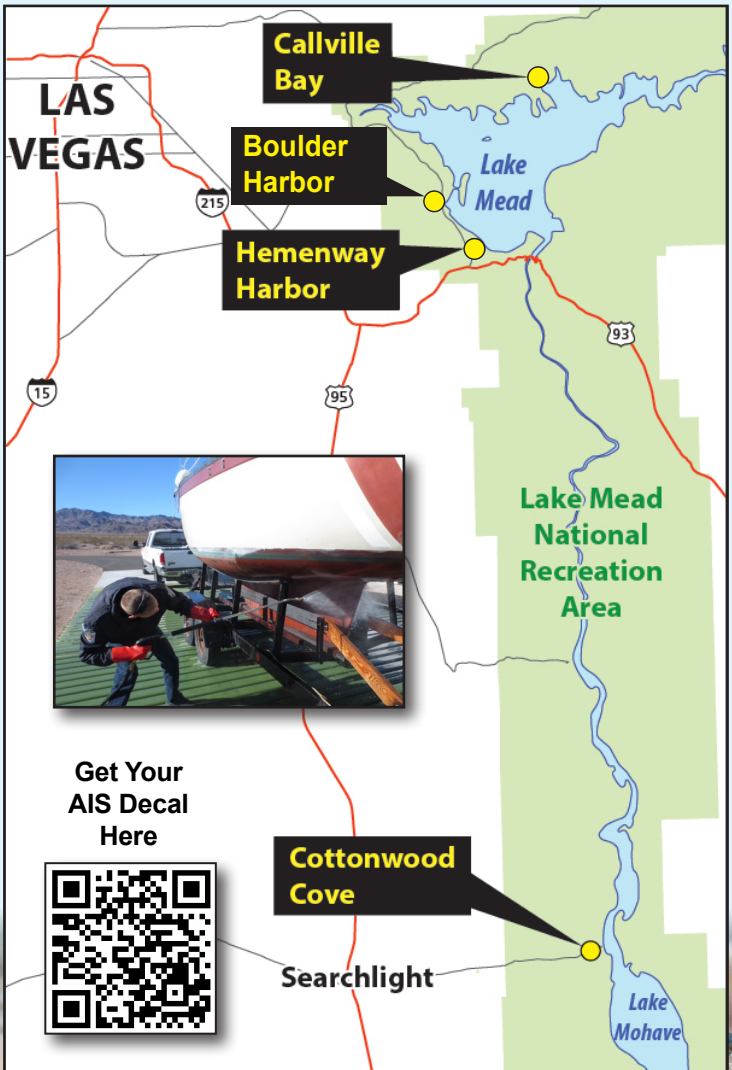 Callville
Bay
LAS
VEGAS
Boulder
Harbor
Lake
Mead
215
Hemenway
Harbor
93
15
95
Lake Mead
National
Recreation
Area
Get Your
AIS Decal
Here
Cottonwood
Cove
Searchlight
Lake
Mohave